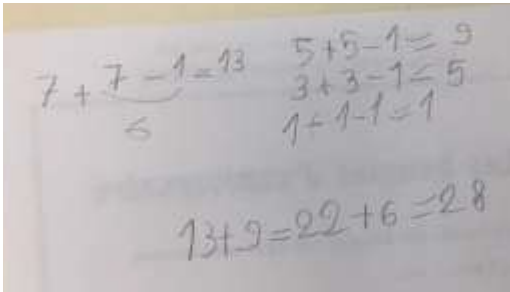 7 + 7 - 1 = 13
6
5 + 5 - 1 = 9
3 + 3 - 1 = 5
1 + 1 - 1 = 1
13 + 9 = 22 + 6 = 28